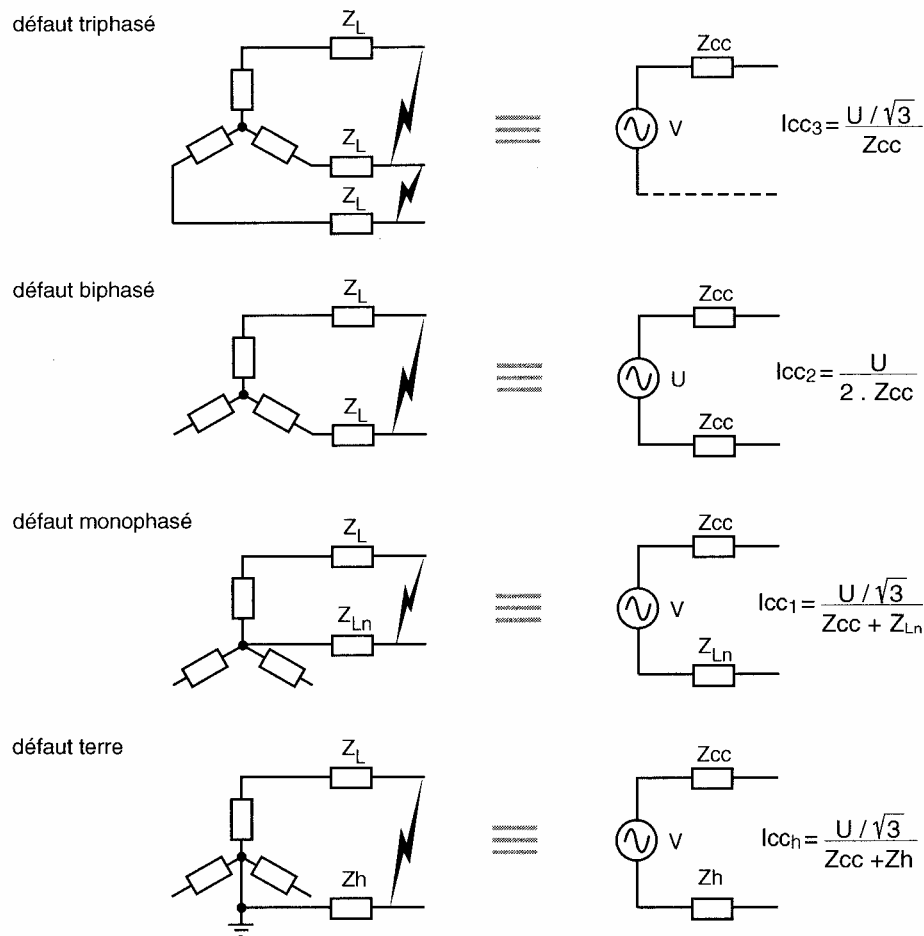 défaut triphasé
Z_L
Z_L
Z_L
Zcc
V
Icc₃ = U / √3
Zcc
défaut biphasé
Z_L
Z_L
Zcc
U
Zcc
Icc₂ = U
2 . Zcc
défaut monophasé
Z_L
Z_Ln
Zcc
V
Z_Ln
Icc₁ = U / √3
Zcc + Z_Ln
défaut terre
Z_L
Zh
Zcc
V
Zh
Icc_h = U / √3
Zcc + Zh